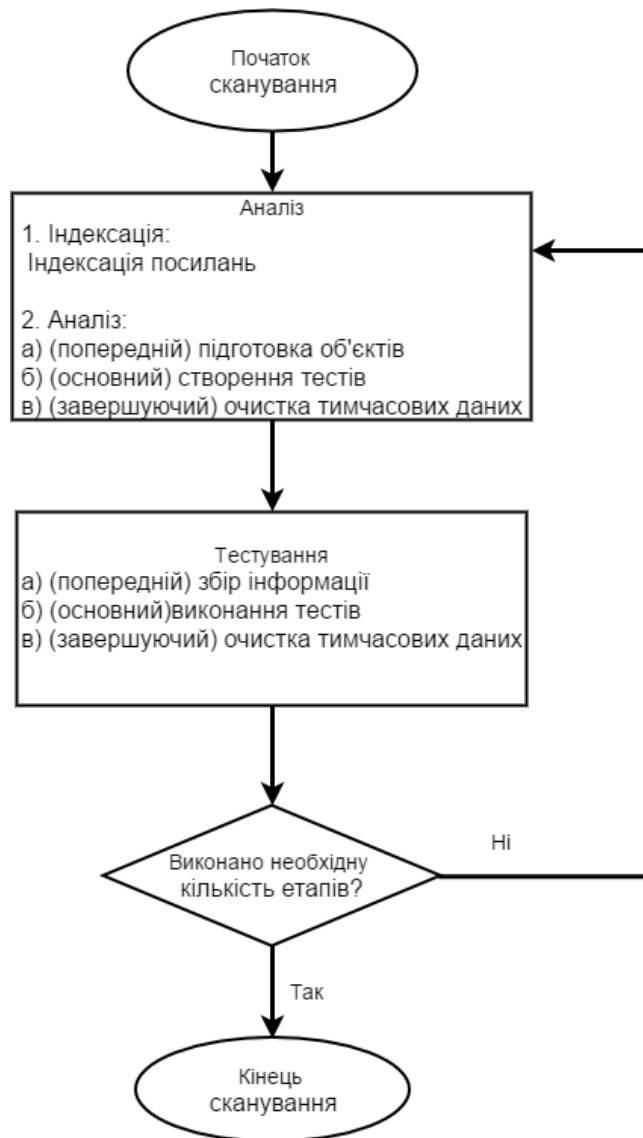 Початок
сканування
Аналіз
1. Індексація:
Індексація посилань
2. Аналіз:
а) (попередній) підготовка об'єктів
б) (основний) створення тестів
в) (завершуючий) очистка тимчасових даних
Тестування
а) (попередній) збір інформації
б) (основний)виконання тестів
в) (завершуючий) очистка тимчасових даних
Виконано необхідну
кількість етапів?
Ні
Так
Кінець
сканування